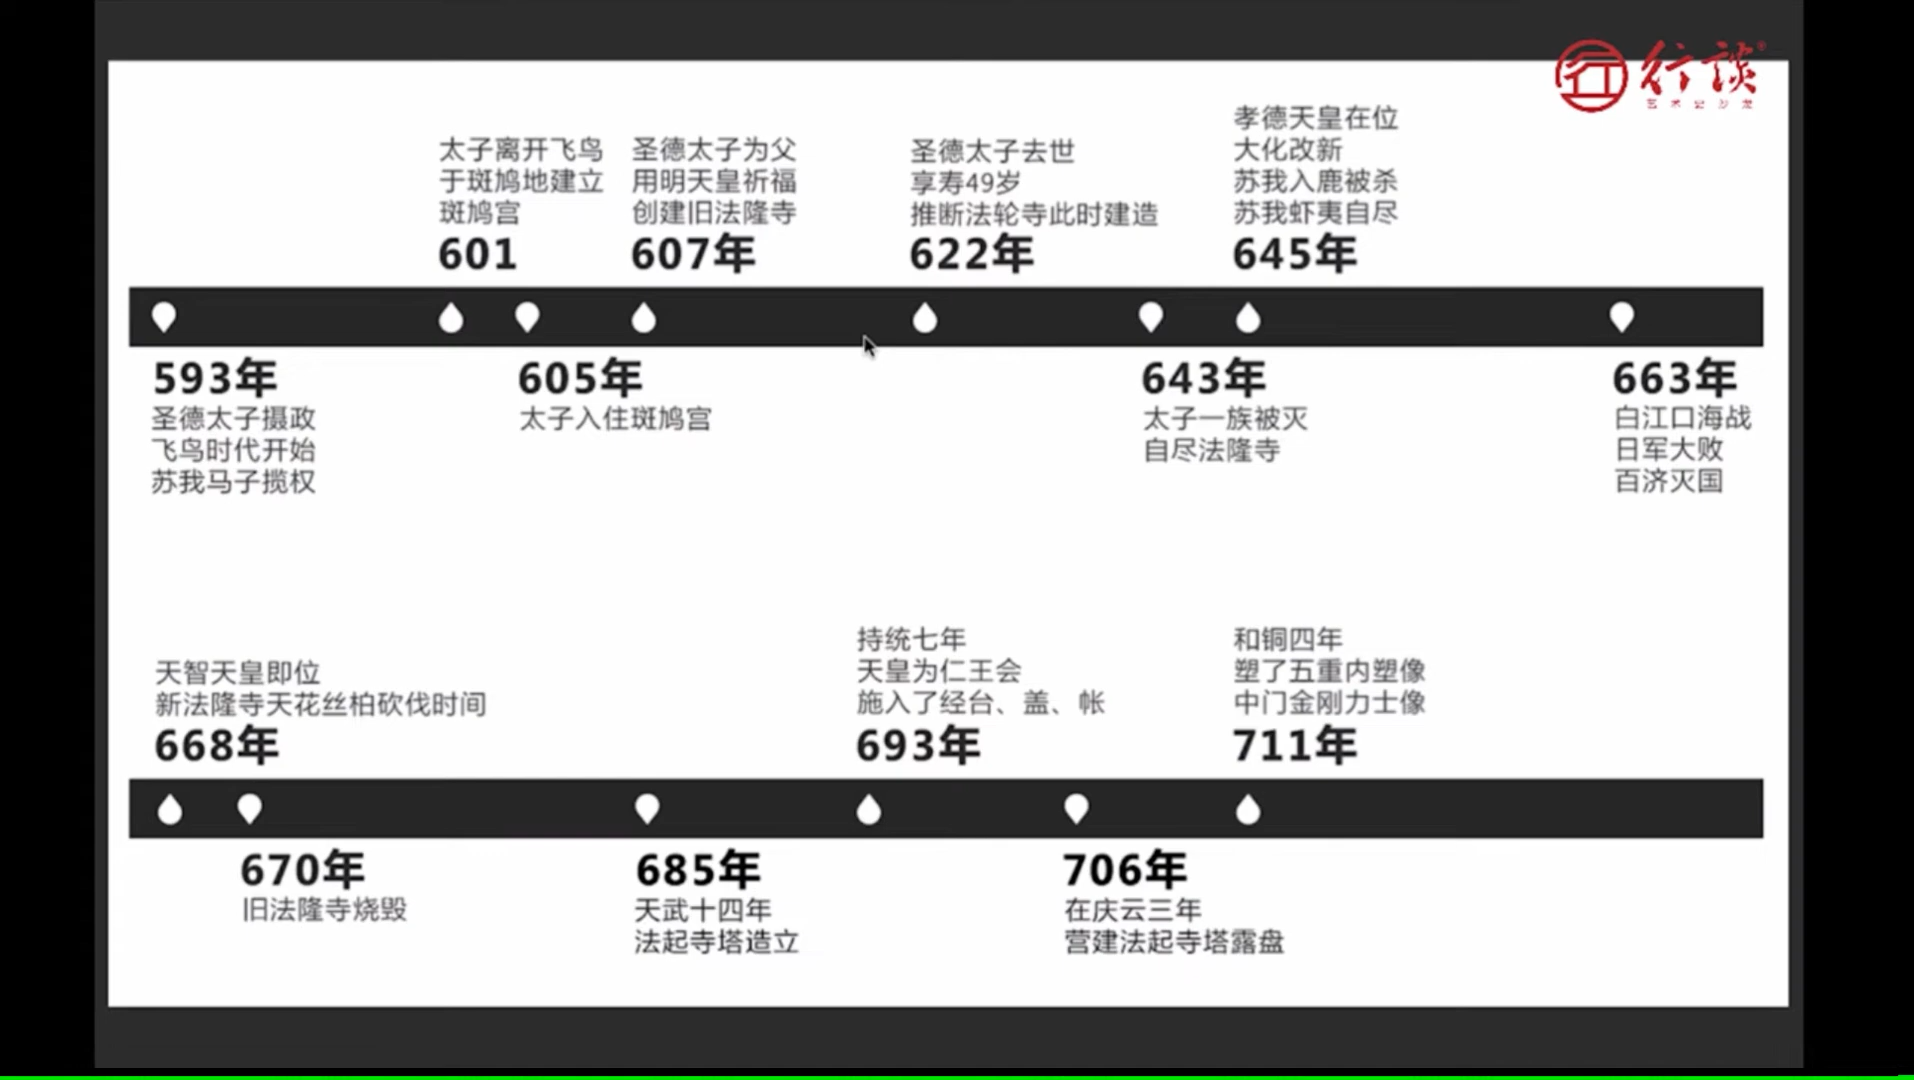 行談®
艺术史沙龙
太子离开飞鸟
于斑鸠地建立
斑鸠宫
601
圣德太子为父
用明天皇祈福
创建旧法隆寺
607年
圣德太子去世
享寿49岁
推断法轮寺此时建造
622年
孝德天皇在位
大化改新
苏我入鹿被杀
苏我虾夷自尽
645年
593年
圣德太子摄政
飞鸟时代开始
苏我马子揽权
605年
太子入住斑鸠宫
643年
太子一族被灭
自尽法隆寺
663年
白江口海战
日军大败
百济灭国
天智天皇即位
新法隆寺天花丝柏砍伐时间
668年
持统七年
天皇为仁王会
施入了经台、盖、帐
693年
和铜四年
塑了五重内塑像
中门金刚力士像
711年
670年
旧法隆寺烧毁
685年
天武十四年
法起寺塔造立
706年
在庆云三年
营建法起寺塔露盘